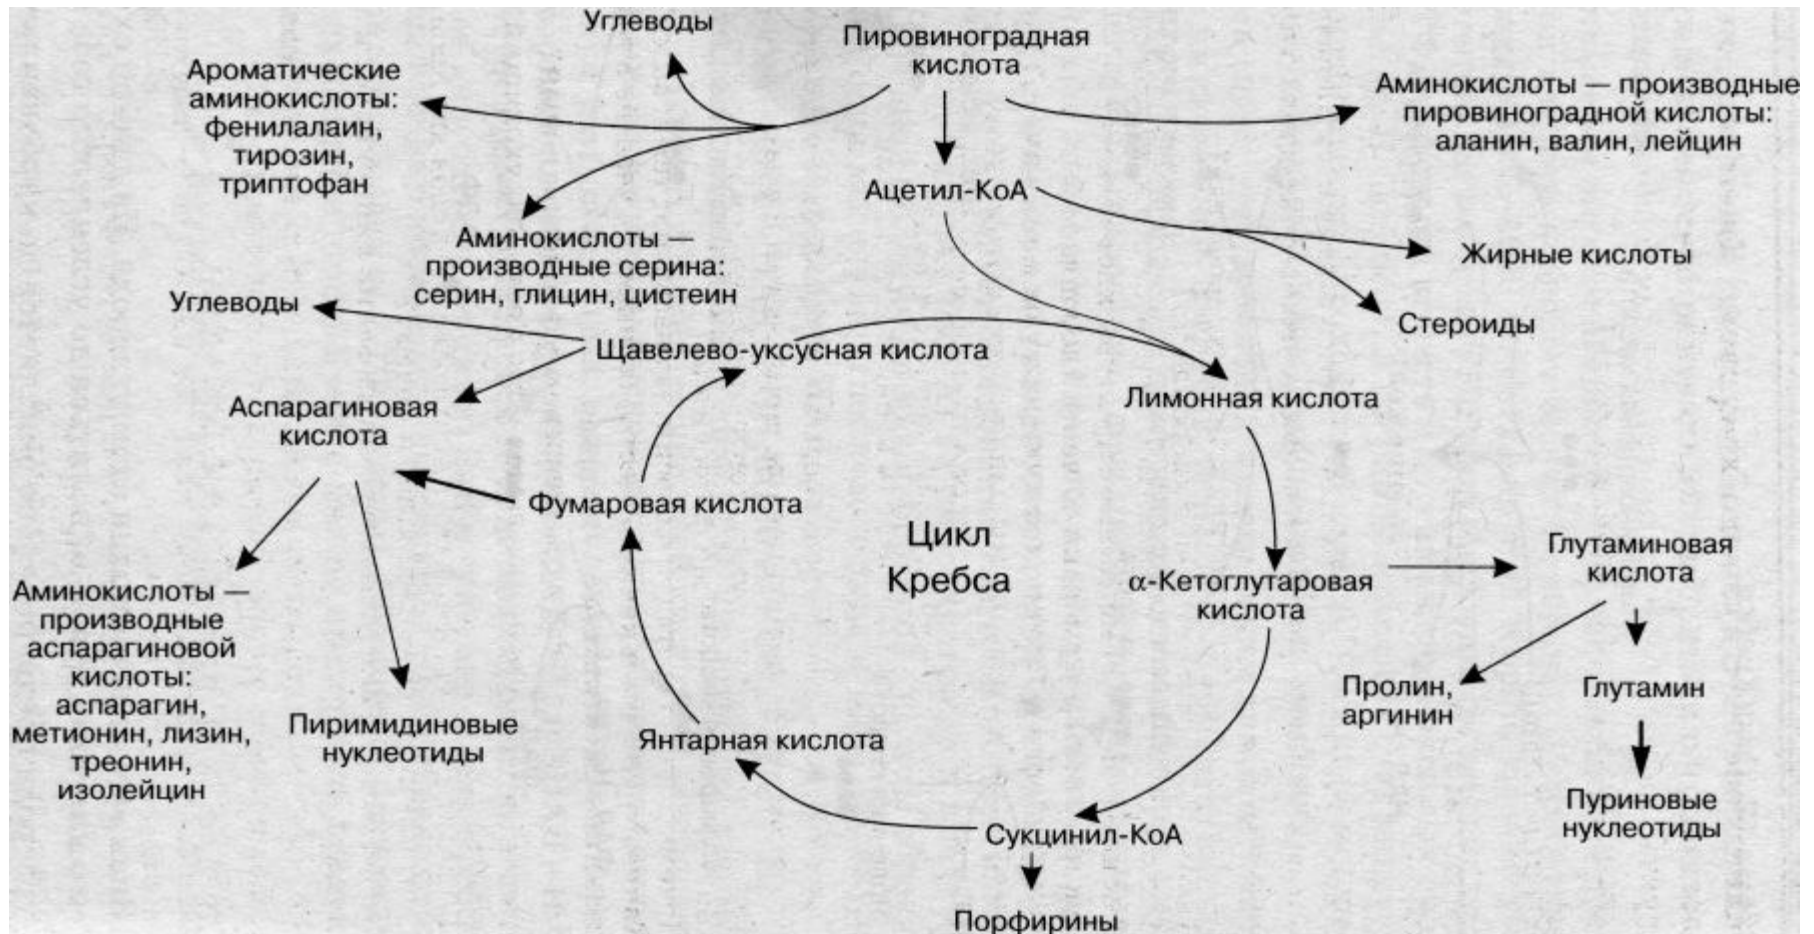 Углеводы
Пировиноградная
кислота
Ароматические
аминокислоты:
фенилалаин,
тирозин,
триптофан
Аминокислоты — производные
пировиноградной кислоты:
аланин, валин, лейцин
Ацетил-КоА
Аминокислоты —
производные серина:
серин, глицин, цистеин
Жирные кислоты
Стероиды
Углеводы
Щавелево-уксусная кислота
Лимонная кислота
Аспарагиновая
кислота
Фумаровая кислота
Цикл
Кребса
α-Кетоглутаровая
кислота
Глутаминовая
кислота
Аминокислоты —
производные
аспарагиновой
кислоты:
аспарагин,
метионин, лизин,
треонин,
изолейцин
Пиримидиновые
нуклеотиды
Янтарная кислота
Пролин,
аргинин
Глутамин
Пуриновые
нуклеотиды
Сукцинил-КоА
Порфирины